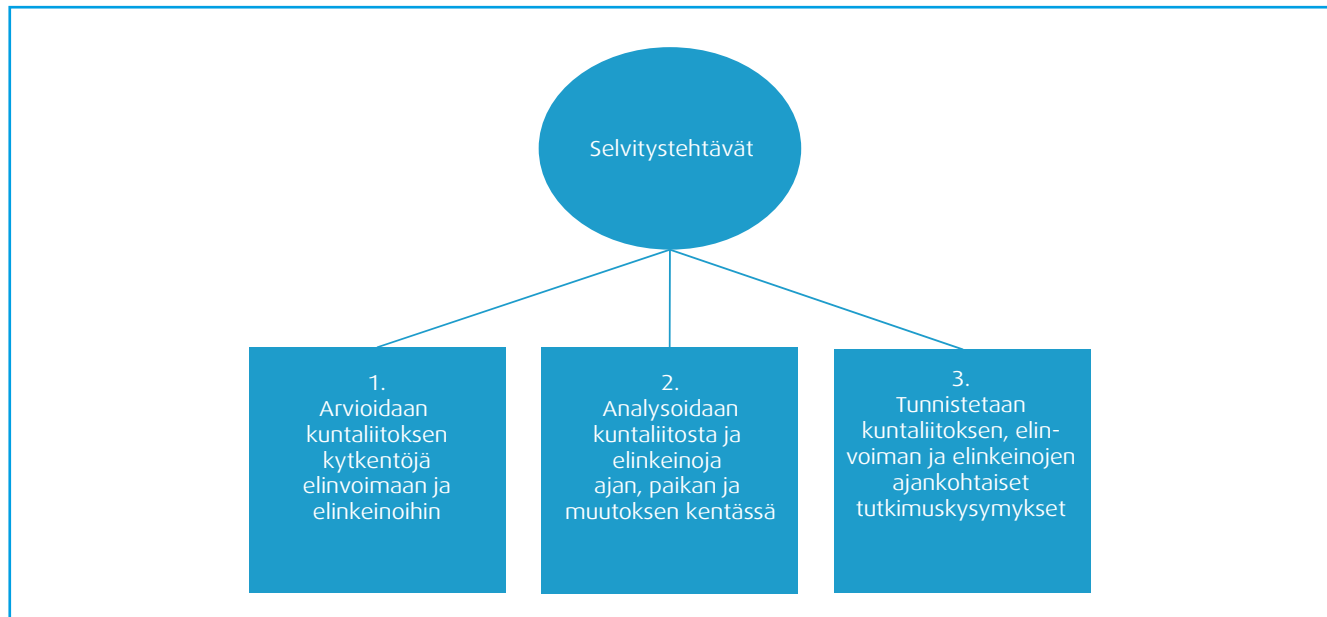 Selvitystehtävät
1.
Arvioidaan
kuntaliitoksen
kytkentöjä
elinvoimaan ja
elinkeinoihin
2.
Analysoidaan
kuntaliitosta ja
elinkeinoja
ajan, paikan ja
muutoksen kentässä
3.
Tunnistetaan
kuntaliitoksen, elin-
voiman ja elinkeinojen
ajankohtaiset
tutkimuskysymykset